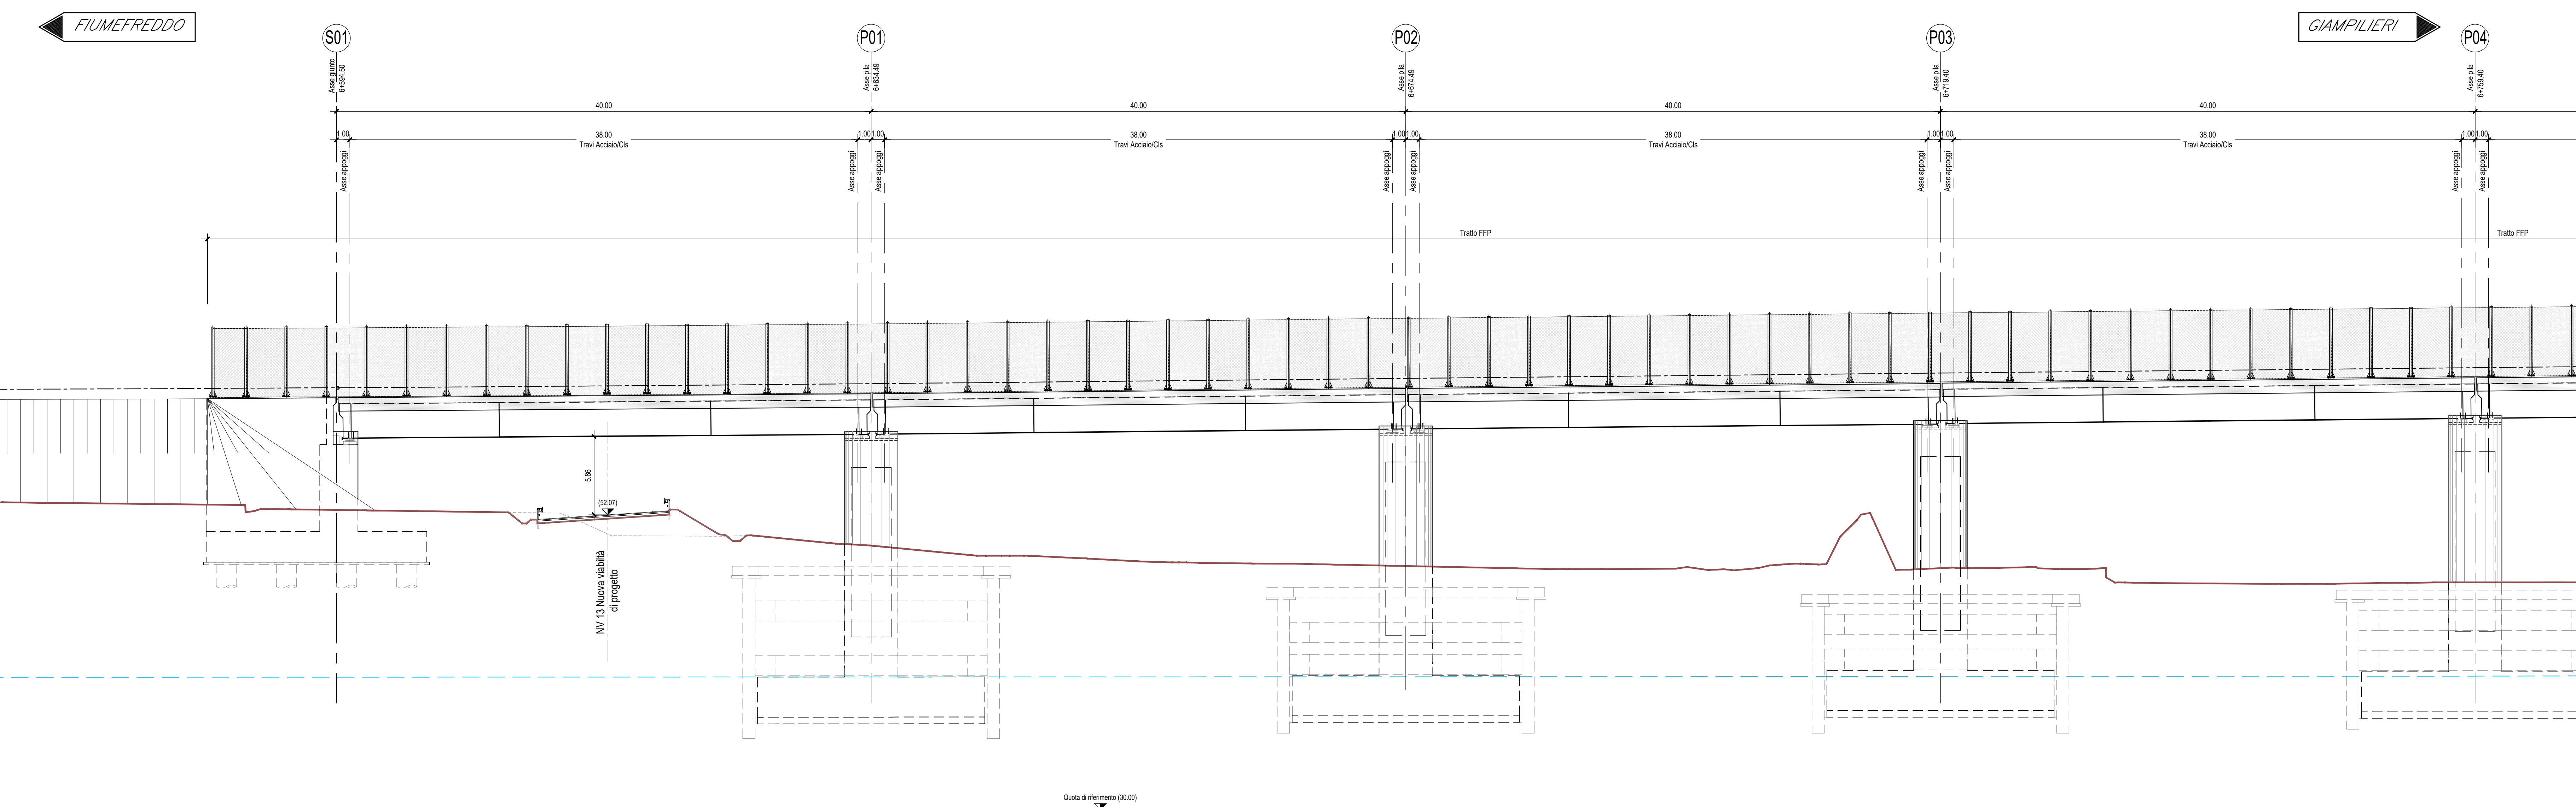 FIUMEFREDDO
GIAMPILIERI
S01
P01
P02
P03
P04
Asse giunto
6+594.50
Asse pila
6+634.49
Asse pila
6+674.49
Asse pila
6+719,40
Asse pila
6+759,40
40.00
40.00
40.00
40.00
1.00
38.00
1.00
1.00
38.00
1.00
1.00
38.00
1.00
1.00
38.00
1.00
1.00
Travi Acciaio/Cls
Travi Acciaio/Cls
Travi Acciaio/Cls
Travi Acciaio/Cls
Asse appoggi
Asse appoggi
Asse appoggi
Asse appoggi
Asse appoggi
Asse appoggi
Asse appoggi
Asse appoggi
Asse appoggi
Tratto FFP
Tratto FFP
5.86
(52.07)
NV 13 Nuova viabilità
di progetto
Quota di riferimento (30.00)